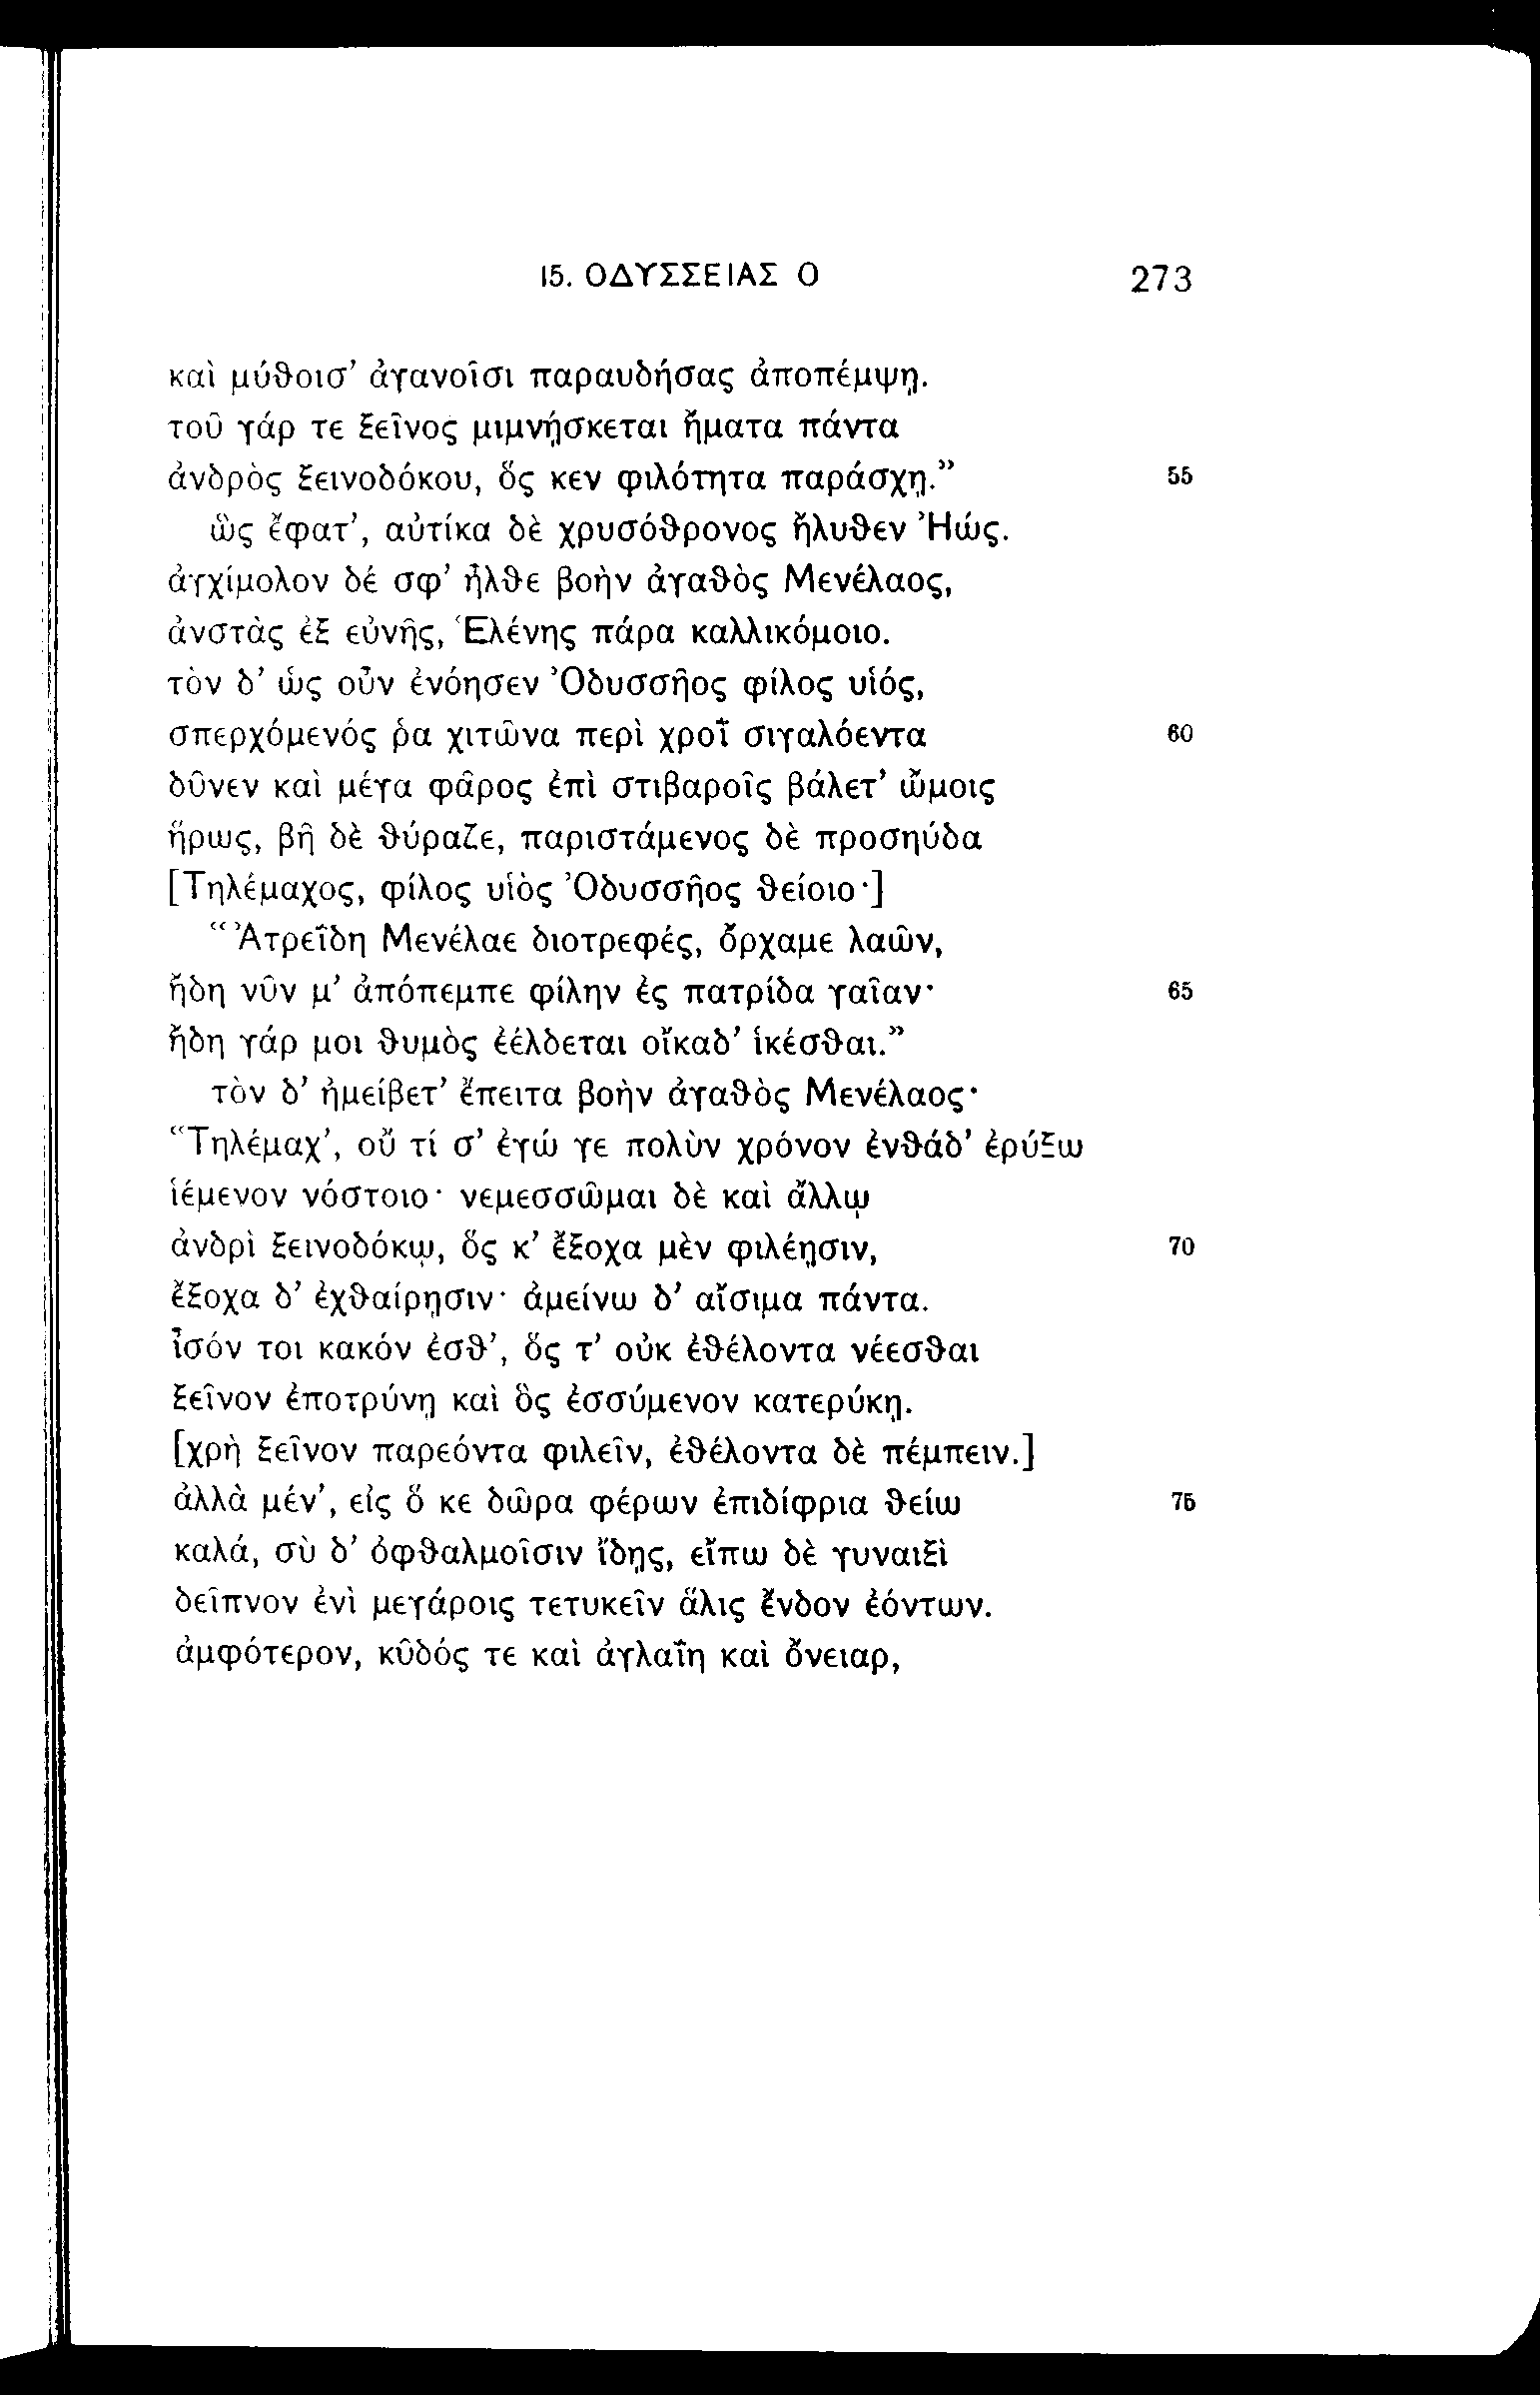 15. ΟΔΥΣΣΕΙΑΣ Ο 273
καὶ μύθοισ’ ἀγανοῖσι παραυδήσας ἀποπέμψῃ.
τοῦ γάρ τε ξεῖνος μιμνῄσκεται ἤματα πάντα
ἀνδρὸς ξεινοδόκου, ὅς κεν φιλότητα παράσχῃ.” 55
ὣς ἔφατ’, αὐτίκα δὲ χρυσόθρονος ἤλυθεν Ἠώς.
ἀγχίμολον δέ σφ’ ἦλθε βοὴν ἀγαθὸς Μενέλαος,
ἀνστὰς ἐξ εὐνῆς, Ἑλένης πάρα καλλικόμοιο.
τὸν δ’ ὡς οὖν ἐνόησεν Ὀδυσσῆος φίλος υἱός,
σπερχόμενός ῥα χιτῶνα περὶ χροῒ σιγαλόεντα 60
δῦνεν καὶ μέγα φᾶρος ἐπὶ στιβαροῖς βάλετ’ ὤμοις
ἥρως, βῆ δὲ θύραζε, παριστάμενος δὲ προσηύδα
[Τηλέμαχος, φίλος υἱὸς Ὀδυσσῆος θείοιο·]
“Ἀτρεΐδη Μενέλαε διοτρεφές, ὄρχαμε λαῶν,
ἤδη νῦν μ’ ἀπόπεμπε φίλην ἐς πατρίδα γαῖαν· 65
ἤδη γάρ μοι θυμὸς ἐέλδεται οἴκαδ’ ἱκέσθαι.”
τὸν δ’ ἠμείβετ’ ἔπειτα βοὴν ἀγαθὸς Μενέλαος·
“Τηλέμαχ’, οὔ τί σ’ ἐγώ γε πολὺν χρόνον ἐνθάδ’ ἐρύξω
ἱέμενον νόστοιο· νεμεσσῶμαι δὲ καὶ ἄλλῳ
ἀνδρὶ ξεινοδόκῳ, ὅς κ’ ἔξοχα μὲν φιλέῃσιν, 70
ἔξοχα δ’ ἐχθαίρῃσιν· ἀμείνω δ’ αἴσιμα πάντα.
ἶσόν τοι κακόν ἐσθ’, ὅς τ’ οὐκ ἐθέλοντα νέεσθαι
ξεῖνον ἐποτρύνῃ καὶ ὃς ἐσσύμενον κατερύκῃ.
[χρὴ ξεῖνον παρεόντα φιλεῖν, ἐθέλοντα δὲ πέμπειν.]
ἀλλὰ μέν’, εἰς ὅ κε δῶρα φέρων ἐπιδίφρια θείω 75
καλά, σὺ δ’ ὀφθαλμοῖσιν ἴδῃς, εἴπω δὲ γυναιξὶ
δεῖπνον ἐνὶ μεγάροις τετυκεῖν ἅλις ἔνδον ἐόντων.
ἀμφότερον, κῦδός τε καὶ ἀγλαΐη καὶ ὄνειαρ,